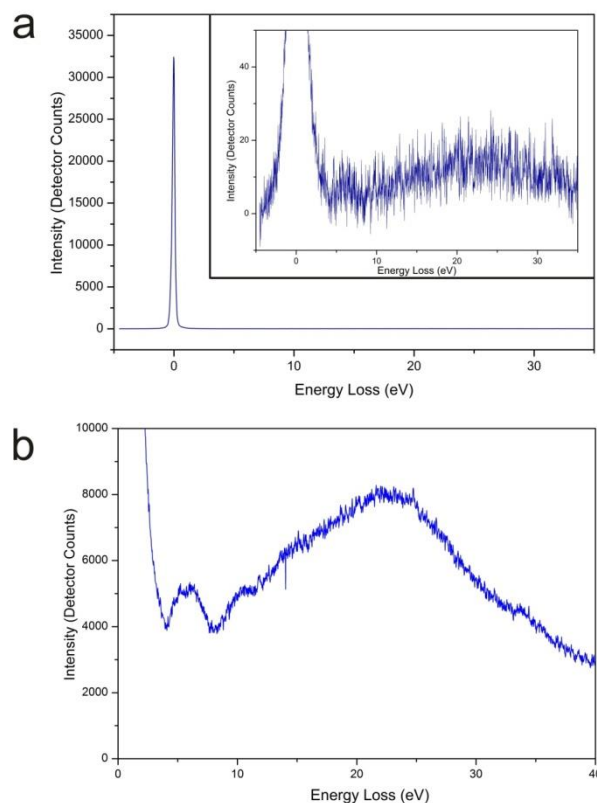 a
35000
30000
25000
20000
15000
10000
5000
0
Intensity (Detector Counts)
0 10 20 30
Energy Loss (eV)
40
20
0
Intensity (Detector Counts)
0 10 20 30
Energy Loss (eV)
b
10000
8000
6000
4000
2000
0
Intensity (Detector Counts)
0 10 20 30 40
Energy Loss (eV)